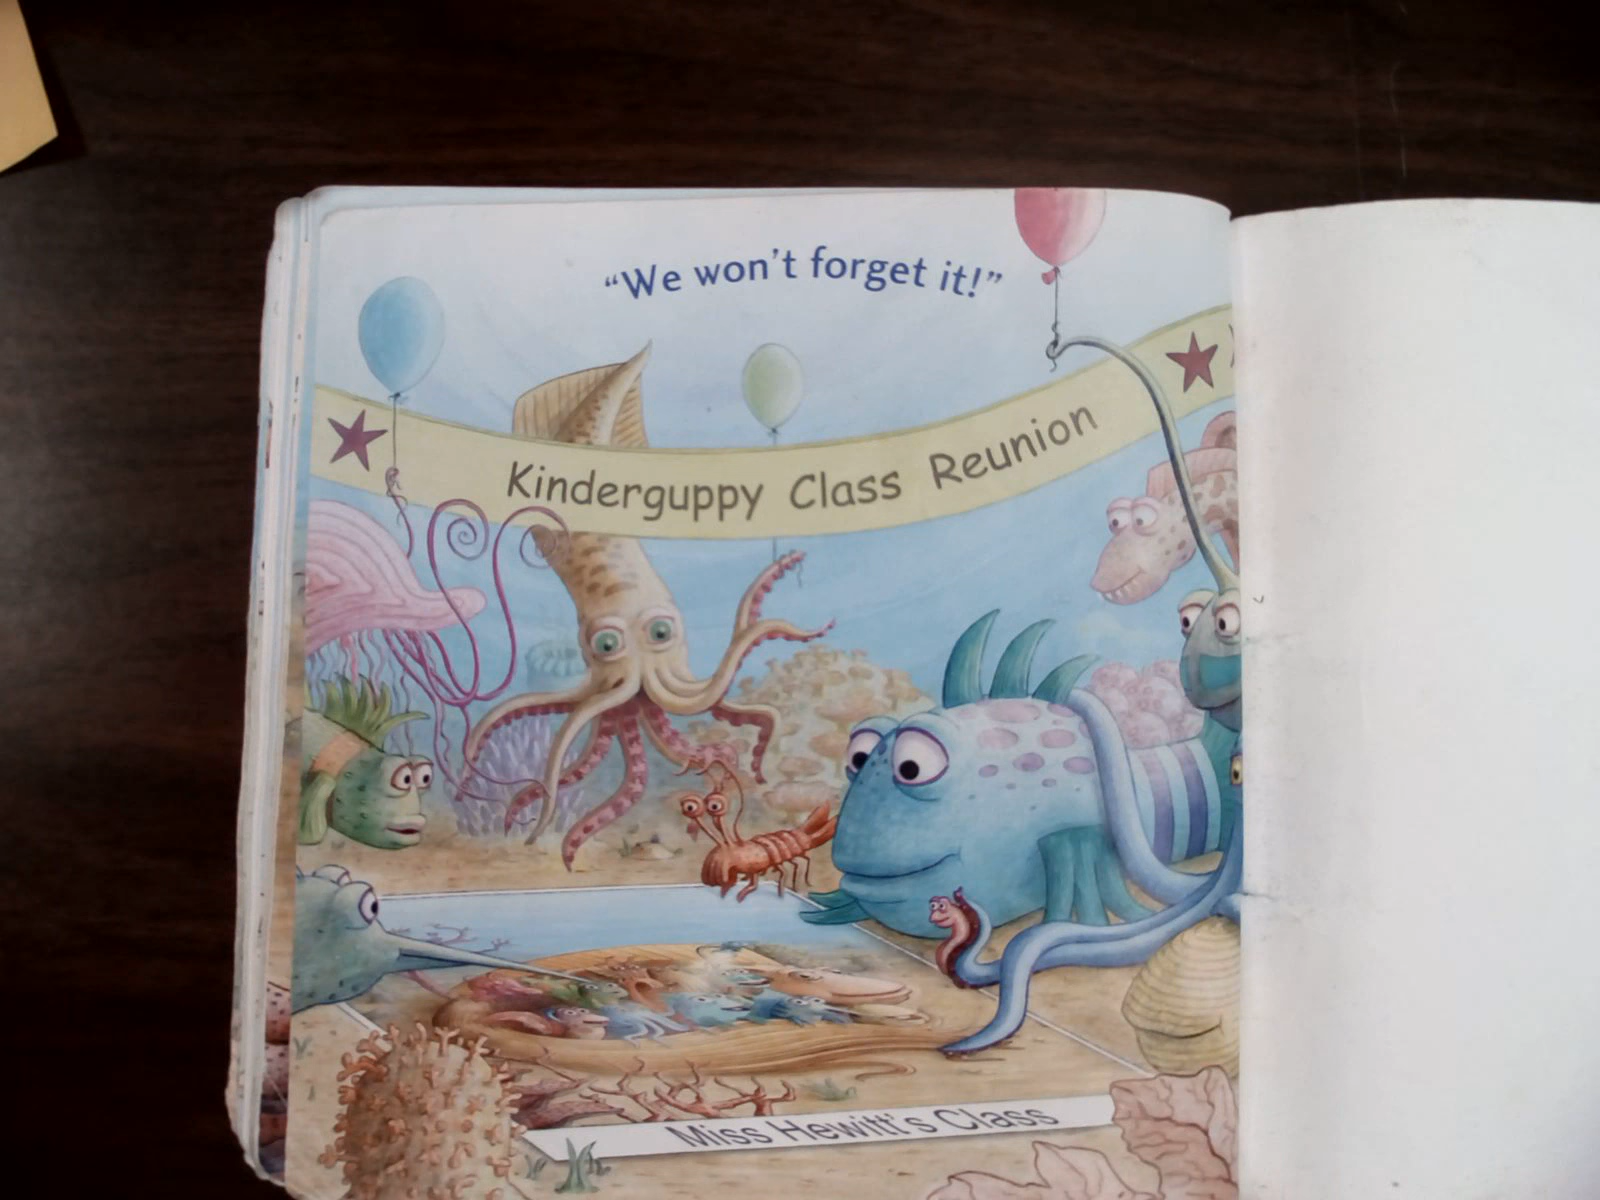 “We won't forget it!”
Kinderguppy Class Reunion
Miss Hewitt's Class